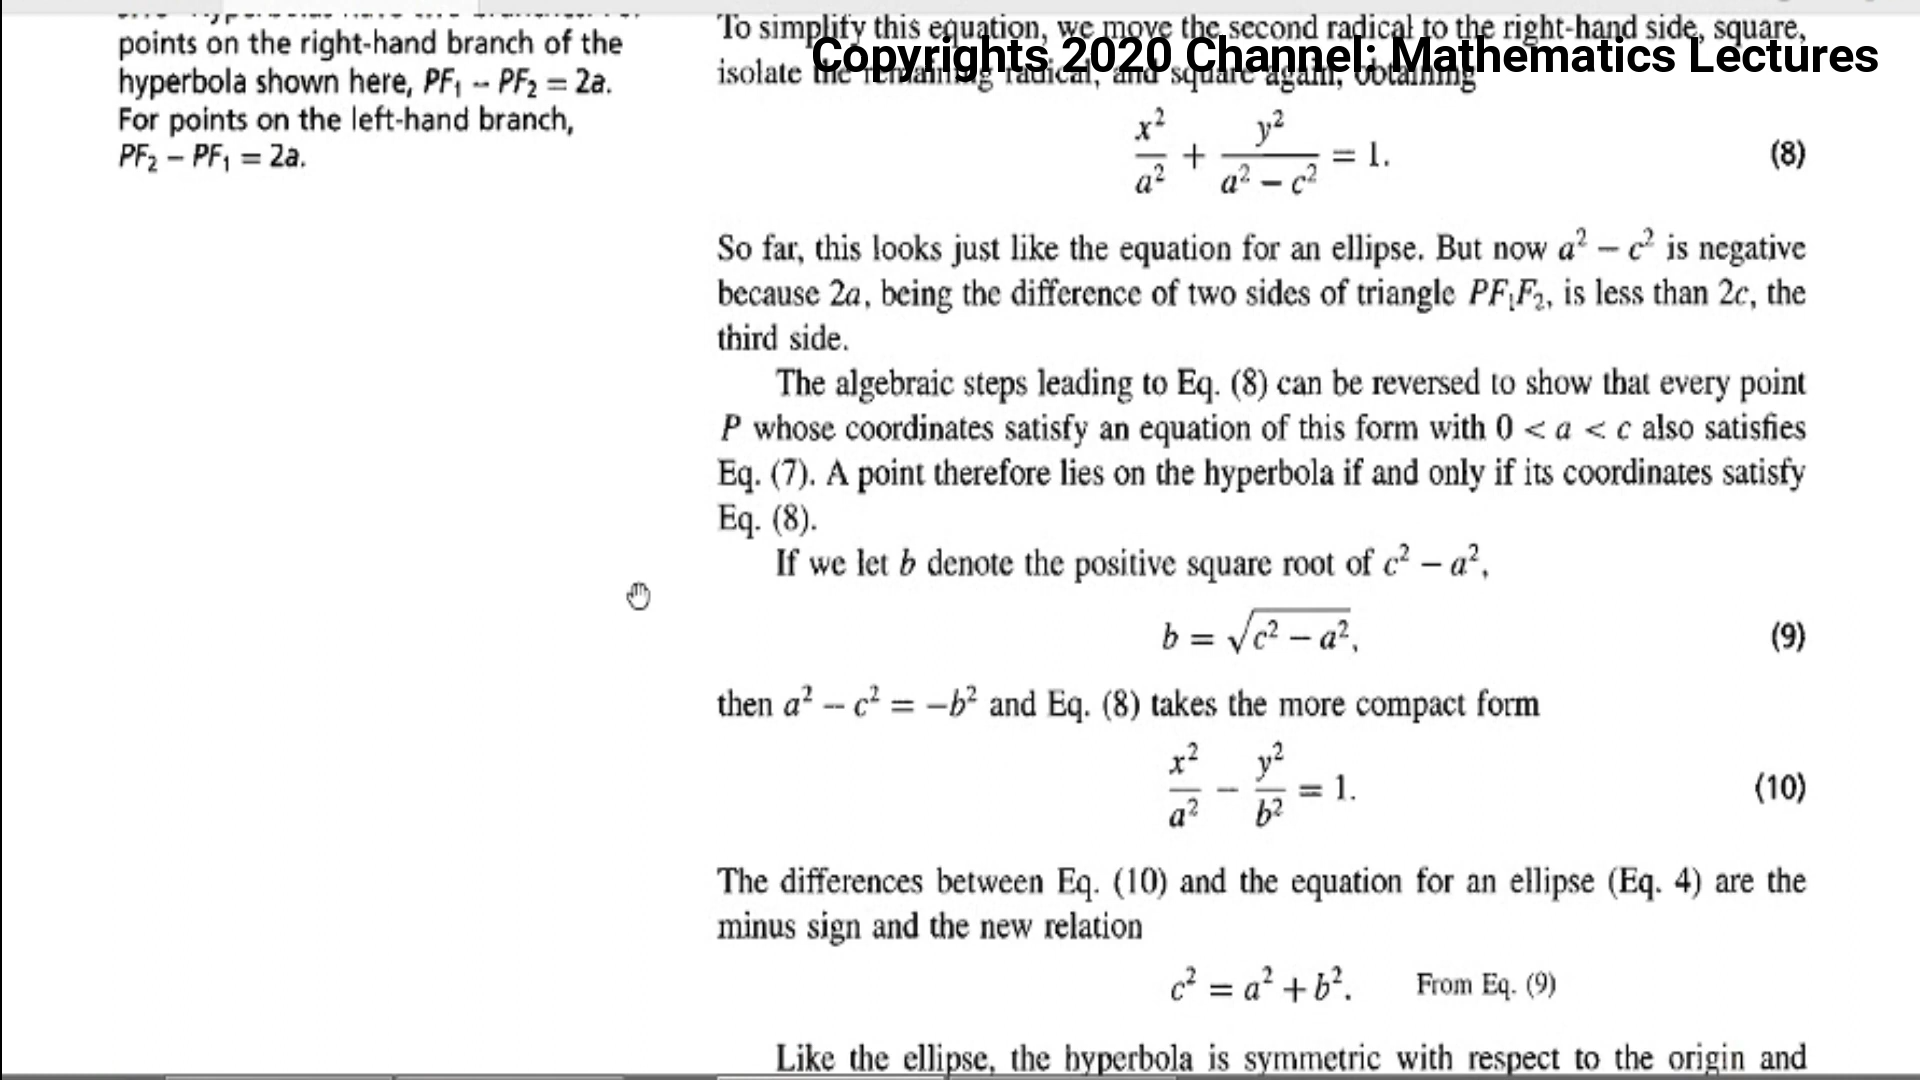 points on the right-hand branch of the
hyperbola shown here, PF₁ -- PF₂ = 2a.
For points on the left-hand branch,
PF₂ – PF₁ = 2a.
To simplify this equation, we move the second radical to the right-hand side, square,
Copyrights 2020 Channel: Mathematics Lectures
isolate the remaining radical, and square again, obtaining
x²/a² + y²/(a² – c²) = 1. (8)
So far, this looks just like the equation for an ellipse. But now a² – c² is negative
because 2a, being the difference of two sides of triangle PF₁F₂, is less than 2c, the
third side.
The algebraic steps leading to Eq. (8) can be reversed to show that every point
P whose coordinates satisfy an equation of this form with 0 < a < c also satisfies
Eq. (7). A point therefore lies on the hyperbola if and only if its coordinates satisfy
Eq. (8).
If we let b denote the positive square root of c² – a²,
b = √(c² – a²), (9)
then a² -- c² = –b² and Eq. (8) takes the more compact form
x²/a² – y²/b² = 1. (10)
The differences between Eq. (10) and the equation for an ellipse (Eq. 4) are the
minus sign and the new relation
c² = a² + b². From Eq. (9)
Like the ellipse, the hyperbola is symmetric with respect to the origin and